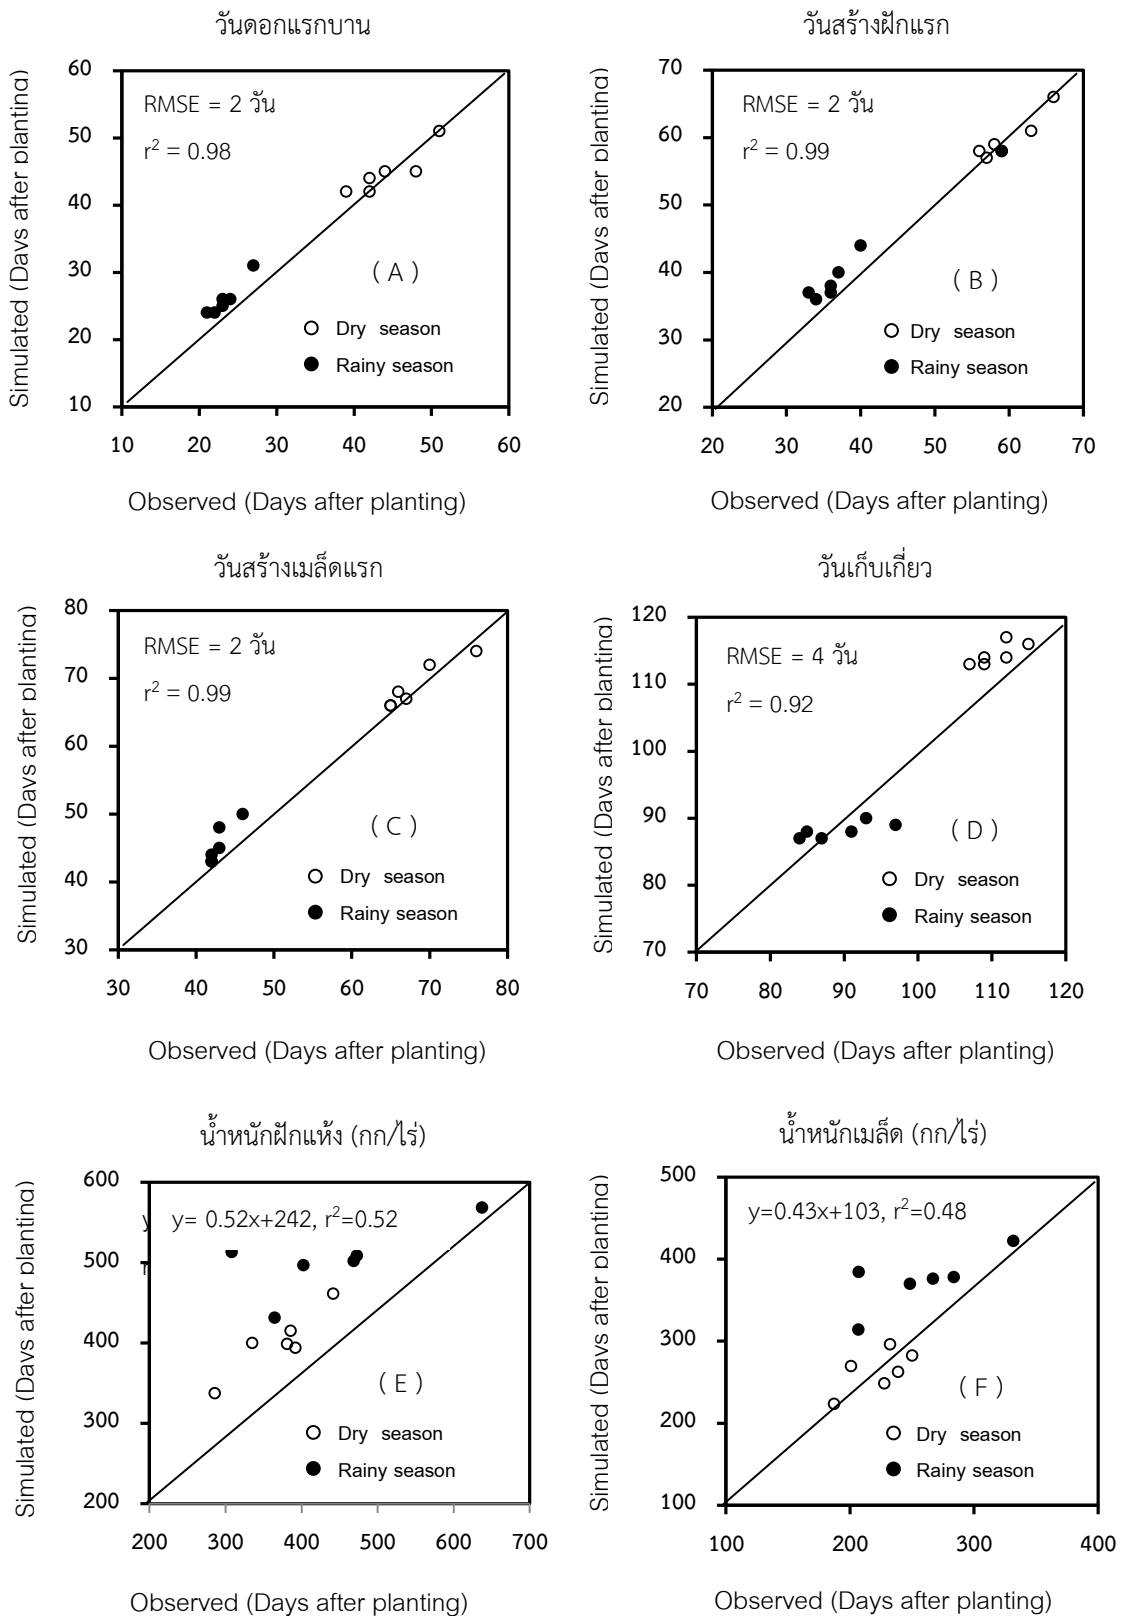 วันดอกแรกบาน
Simulated (Days after planting)
60
50
40
30
20
10
RMSE = 2 วัน
r² = 0.98
( A )
Dry season
Rainy season
10 20 30 40 50 60
Observed (Days after planting)
วันสร้างฝักแรก
Simulated (Days after planting)
70
60
50
40
30
20
RMSE = 2 วัน
r² = 0.99
( B )
Dry season
Rainy season
20 30 40 50 60 70
Observed (Days after planting)
วันสร้างเมล็ดแรก
Simulated (Days after planting)
80
70
60
50
40
30
RMSE = 2 วัน
r² = 0.99
( C )
Dry season
Rainy season
30 40 50 60 70 80
Observed (Days after planting)
วันเก็บเกี่ยว
Simulated (Days after planting)
120
110
100
90
80
70
RMSE = 4 วัน
r² = 0.92
( D )
Dry season
Rainy season
70 80 90 100 110 120
Observed (Days after planting)
น้ำหนักฝักแห้ง (กก/ไร่)
Simulated (Days after planting)
600
500
400
300
200
y= 0.52x+242, r²=0.52
( E )
Dry season
Rainy season
200 300 400 500 600 700
Observed (Days after planting)
น้ำหนักเมล็ด (กก/ไร่)
Simulated (Days after planting)
500
400
300
200
100
y=0.43x+103, r²=0.48
( F )
Dry season
Rainy season
100 200 300 400
Observed (Days after planting)